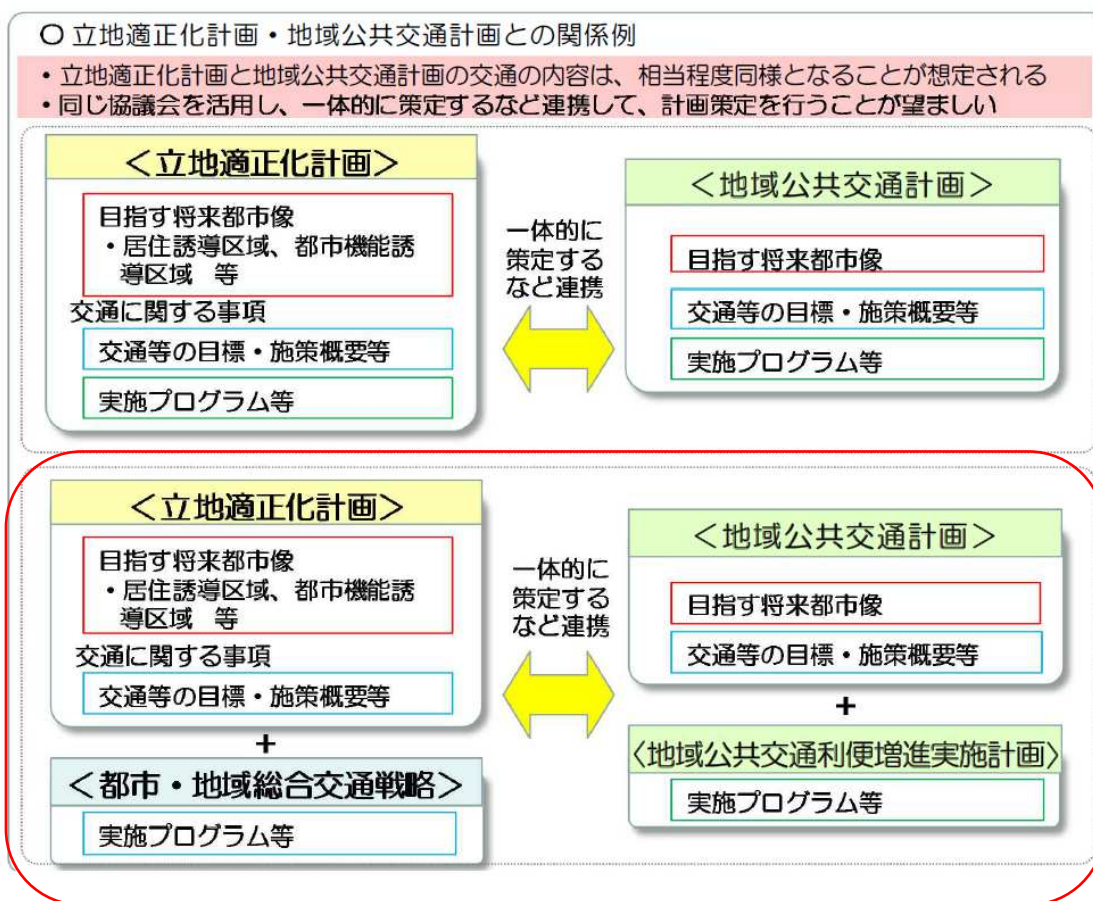 〇 立地適正化計画・地域公共交通計画との関係例
・立地適正化計画と地域公共交通計画の交通の内容は、相当程度同様となることが想定される
・同じ協議会を活用し、一体的に策定するなど連携して、計画策定を行うことが望ましい
＜立地適正化計画＞
目指す将来都市像
・居住誘導区域、都市機能誘
導区域　等
交通に関する事項
交通等の目標・施策概要等
実施プログラム等
一体的に
策定する
など連携
＜地域公共交通計画＞
目指す将来都市像
交通等の目標・施策概要等
実施プログラム等
＜立地適正化計画＞
目指す将来都市像
・居住誘導区域、都市機能誘
導区域　等
交通に関する事項
交通等の目標・施策概要等
+
＜都市・地域総合交通戦略＞
実施プログラム等
一体的に
策定する
など連携
＜地域公共交通計画＞
目指す将来都市像
交通等の目標・施策概要等
+
〈地域公共交通利便増進実施計画〉
実施プログラム等